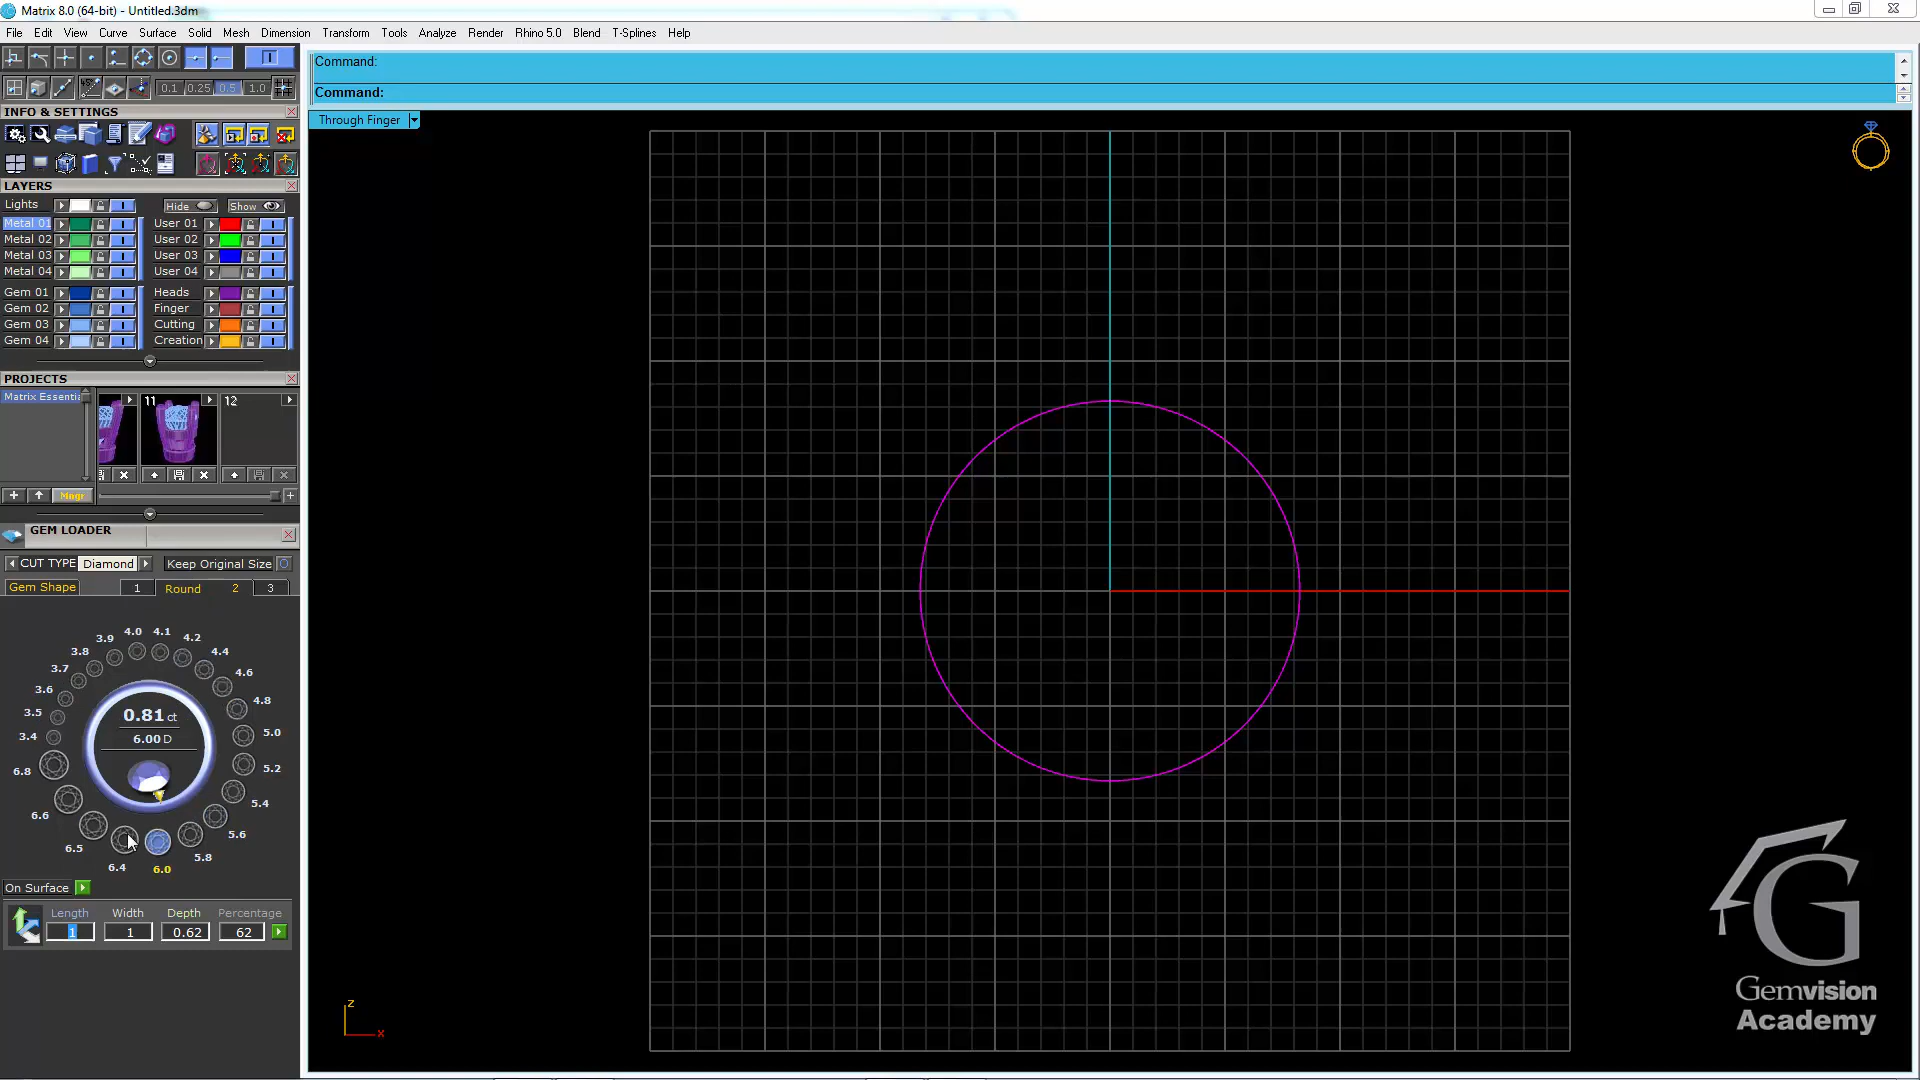 Matrix 8.0 (64-bit) - Untitled.3dm
File Edit View Curve Surface Solid Mesh Dimension Transform Tools Analyze Render Rhino 5.0 Blend T-Splines Help
Command:
Command:
0.1 0.25 0.5 1.0
INFO & SETTINGS
Through Finger
LAYERS
Lights Hide Show
Metal 01 User 01
Metal 02 User 02
Metal 03 User 03
Metal 04 User 04
Gem 01 Heads
Gem 02 Finger
Gem 03 Cutting
Gem 04 Creation
PROJECTS
Matrix Essentia 11 12
Mngr
GEM LOADER
CUT TYPE Diamond Keep Original Size
Gem Shape 1 Round 2 3
4.0 4.1
3.9 4.2
3.8 4.4
3.7 4.6
3.6 4.8
3.5 5.0
3.4 5.2
6.8 5.4
6.6 5.6
6.5 5.8
6.4 6.0
0.81 ct
6.00 D
On Surface
Length Width Depth Percentage
1 1 0.62 62
z
x
G
Gemvision
Academy